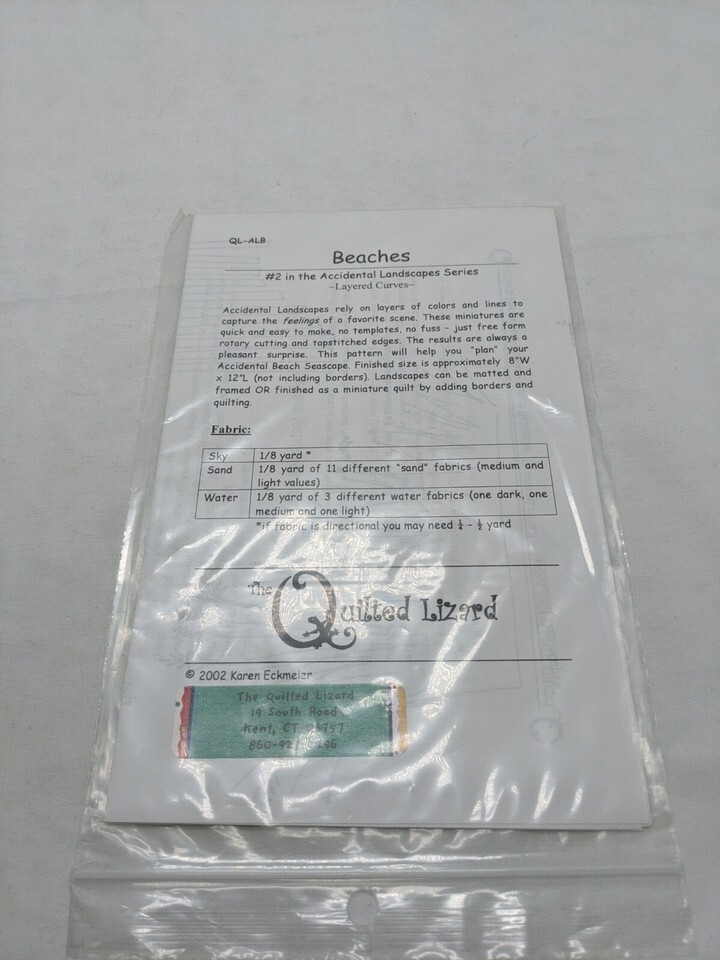 QL-ALB
Beaches
#2 in the Accidental Landscapes Series
~Layered Curves~
Accidental Landscapes rely on layers of colors and lines to
capture the feelings of a favorite scene. These miniatures are
quick and easy to make, no templates, no fuss - just free form
rotary cutting and topstitched edges. The results are always a
pleasant surprise. This pattern will help you "plan" your
Accidental Beach Seascape. Finished size is approximately 8"W
x 12"L (not including borders). Landscapes can be matted and
framed OR finished as a miniature quilt by adding borders and
quilting.
Fabric:
Sky 1/8 yard *
Sand 1/8 yard of 11 different "sand" fabrics (medium and
light values)
Water 1/8 yard of 3 different water fabrics (one dark, one
medium and one light)
*if fabric is directional you may need ¼ - ½ yard
The Quilted Lizard
© 2002 Karen Eckmeier
The Quilted Lizard
19 South Road
Kent, CT
860-